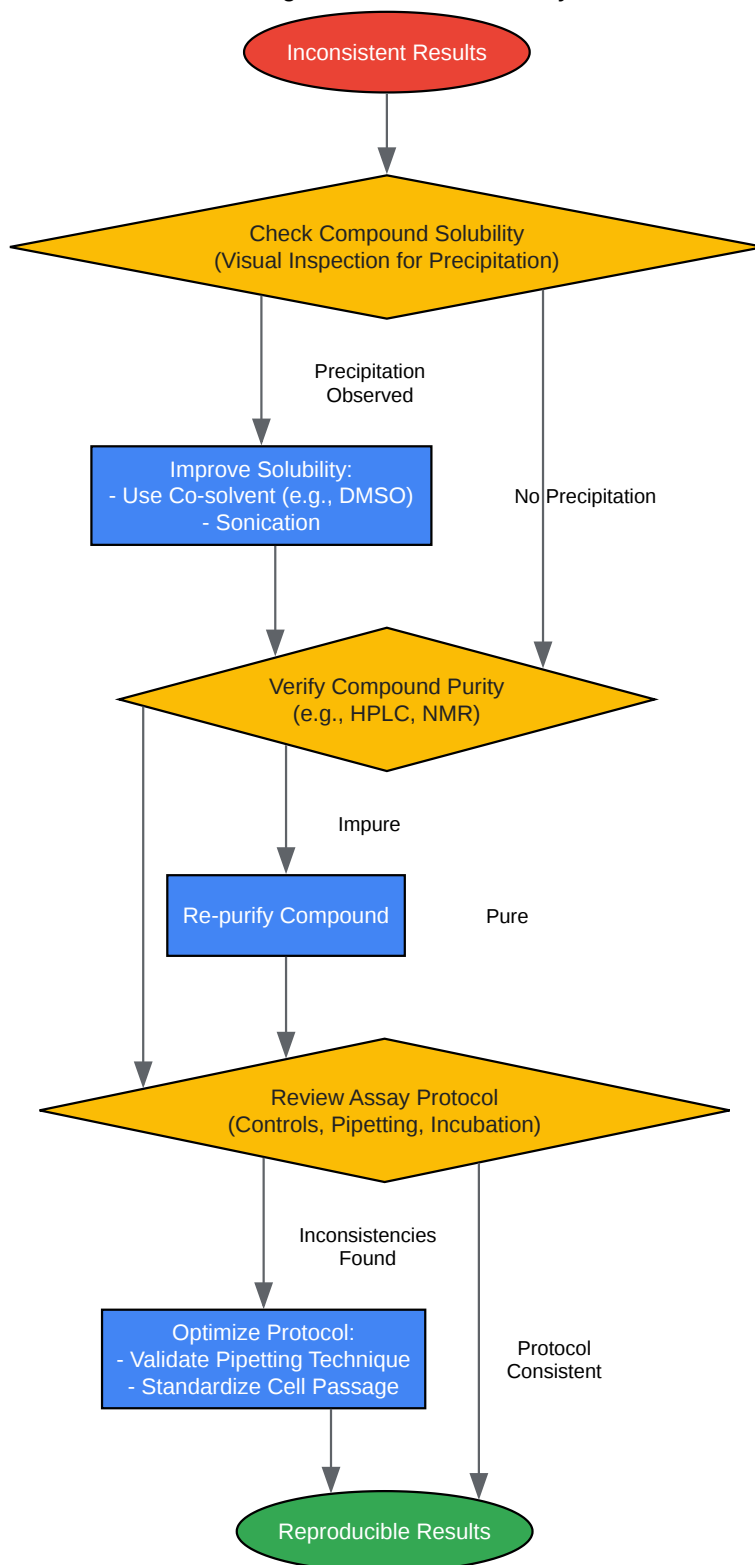 Inconsistent Results
Check Compound Solubility
(Visual Inspection for Precipitation)
Precipitation
Observed
Improve Solubility:
- Use Co-solvent (e.g., DMSO)
- Sonication
No Precipitation
Verify Compound Purity
(e.g., HPLC, NMR)
Impure
Re-purify Compound
Pure
Review Assay Protocol
(Controls, Pipetting, Incubation)
Inconsistencies
Found
Optimize Protocol:
- Validate Pipetting Technique
- Standardize Cell Passage
Protocol
Consistent
Reproducible Results